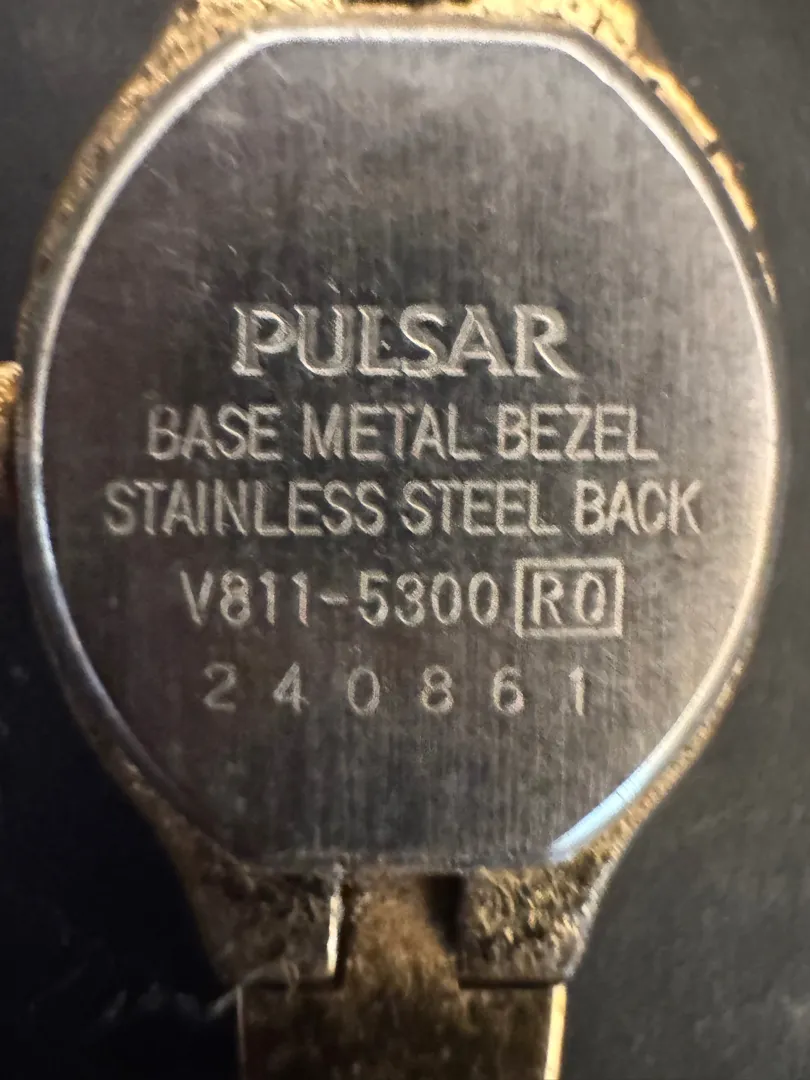 PULSAR
BASE METAL BEZEL
STAINLESS STEEL BACK
V811-5300 R0
240861